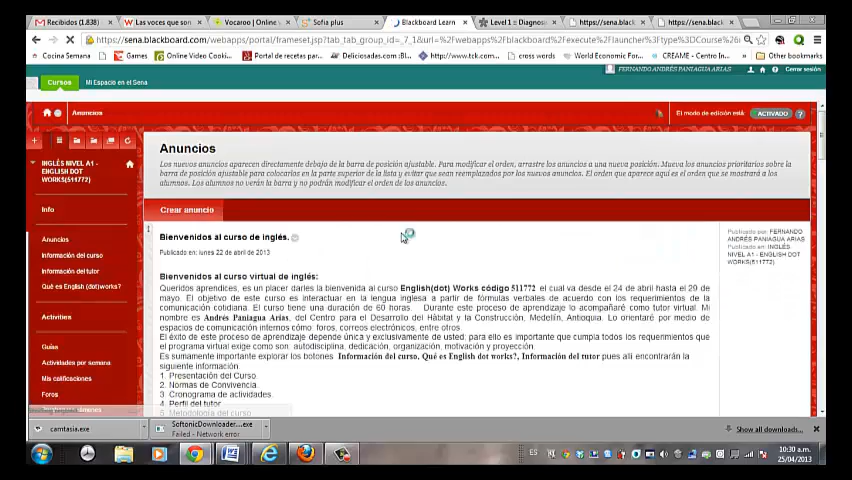 Recibidos (1.838)
Las voces que son
Vocaroo | Online v
Sofia plus
Blackboard Learn
Level 1 :: Diagnosi
https://sena.black
https://sena.black
https://sena.blackboard.com/webapps/portal/frameset.jsp?tab_tab_group_id=_7_1&url=%2Fwebapps%2Fblackboard%2Fexecute%2Flauncher%3Ftype%3DCourse%26
Cocina Semana
Games
Online Video Cooki...
Portal de recetas par...
Deliciosadas.com :Bl...
http://www.tck.com...
cross words
World Economic For...
CREAME - Centro In...
FERNANDO ANDRÉS PANIAGUA ARIAS
Cerrar sesión
Cursos
Mi Espacio en el Sena
Anuncios
El modo de edición está:
ACTIVADO
INGLÉS NIVEL A1 -
ENGLISH DOT
WORKS(511772)
Info
Anuncios
Información del curso
Información del tutor
Qué es English (dot)works?
Activities
Guías
Actividades por semana
Mis calificaciones
Foros
Anuncios
Los nuevos anuncios aparecen directamente debajo de la barra de posición ajustable. Para modificar el orden, arrastre los anuncios a una nueva posición. Mueva los anuncios prioritarios sobre la
barra de posición ajustable para colocarlos en la parte superior de la lista y evitar que sean reemplazados por los nuevos anuncios. El orden que aparece aquí es el orden que se mostrará a los
alumnos. Los alumnos no verán la barra y no podrán modificar el orden de los anuncios.
Crear anuncio
Bienvenidos al curso de inglés.
Publicado en: lunes 22 de abril de 2013
Publicado por: FERNANDO
ANDRÉS PANIAGUA ARIAS
Publicado en: INGLÉS
NIVEL A1 - ENGLISH DOT
WORKS(511772)
Bienvenidos al curso virtual de inglés:
Queridos aprendices, es un placer darles la bienvenida al curso English(dot) Works código 511772 el cual va desde el 24 de abril hasta el 29 de
mayo. El objetivo de este curso es interactuar en la lengua inglesa a partir de fórmulas verbales de acuerdo con los requerimientos de la
comunicación cotidiana. El curso tiene una duración de 60 horas. Durante este proceso de aprendizaje lo acompañaré como tutor virtual. Mi
nombre es Andrés Paniagua Arias, del Centro para el Desarrollo del Hábitat y la Construcción, Medellín, Antioquia. Lo orientaré por medio de
espacios de comunicación internos cómo: foros, correos electrónicos, entre otros.
El éxito de este proceso de aprendizaje depende única y exclusivamente de usted; para ello es importante que cumpla todos los requerimientos que
el programa virtual exige como son: autodisciplina, dedicación, organización, motivación y proyección.
Es sumamente importante explorar los botones Información del curso, Qué es English dot works?, Información del tutor pues allí encontrarán la
siguiente información.
1. Presentación del Curso.
2. Normas de Convivencia.
3. Cronograma de actividades.
4. Perfil del tutor.
5. Metodología del curso
camtasia.exe
SoftonicDownloader...exe
Failed - Network error
Show all downloads...
ES
10:30 a.m.
25/04/2013